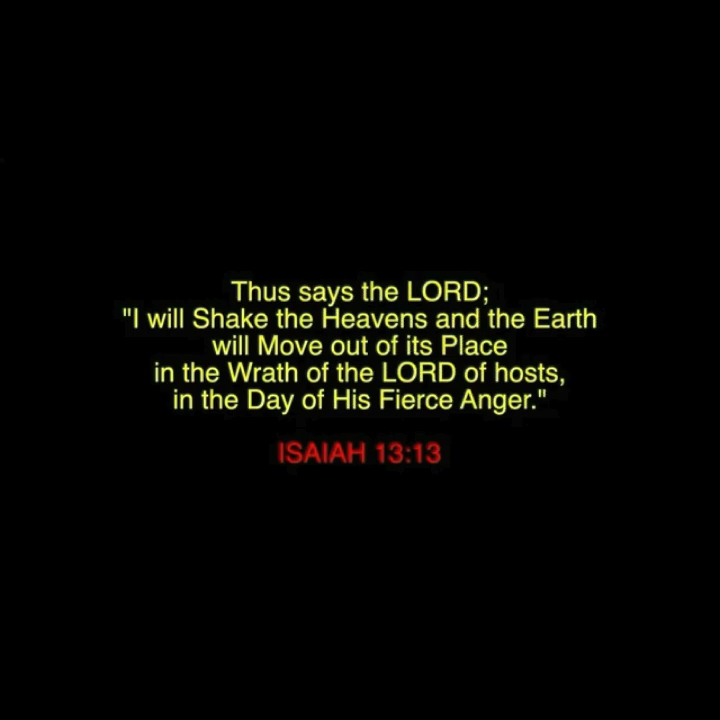 Thus says the LORD;
"I will Shake the Heavens and the Earth
will Move out of its Place
in the Wrath of the LORD of hosts,
in the Day of His Fierce Anger."
ISAIAH 13:13